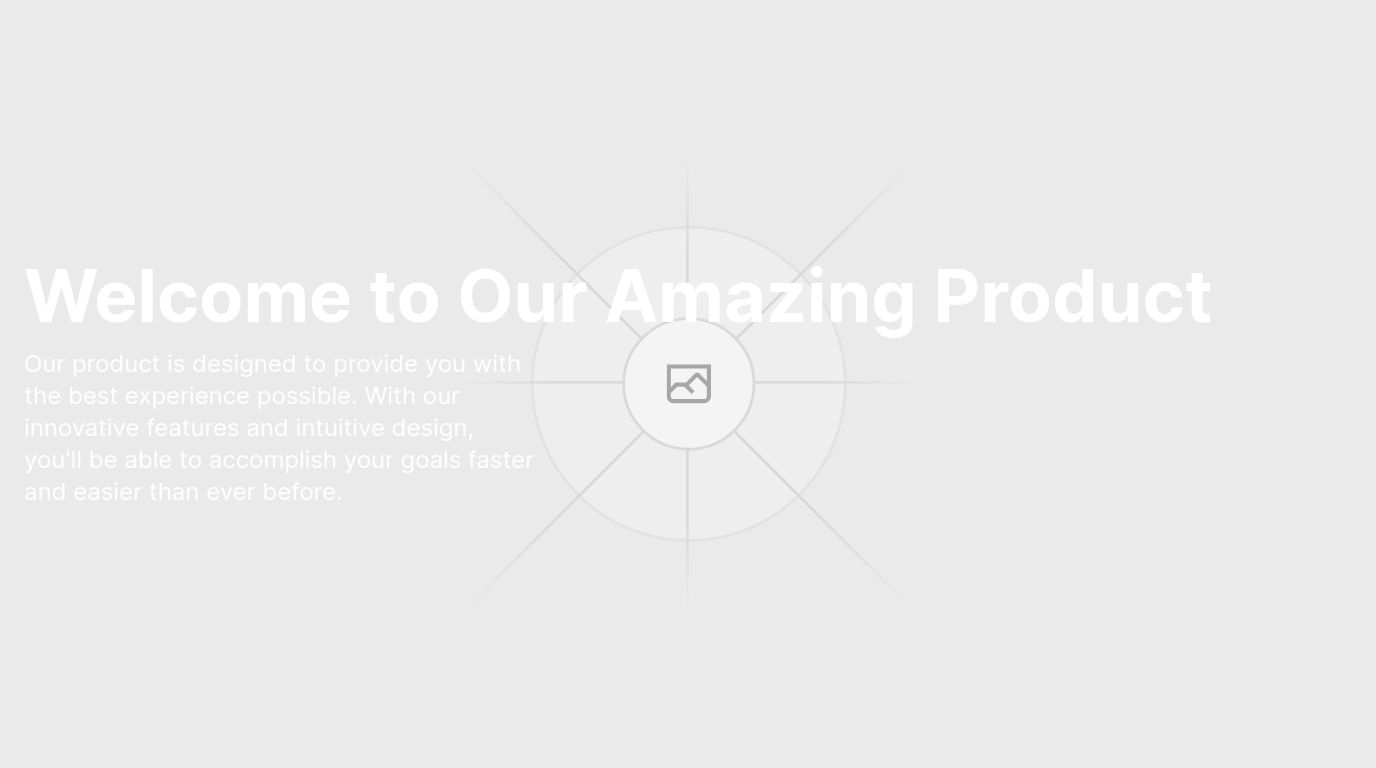 Welcome to Our Amazing Product
Our product is designed to provide you with
the best experience possible. With our
innovative features and intuitive design,
you'll be able to accomplish your goals faster
and easier than ever before.